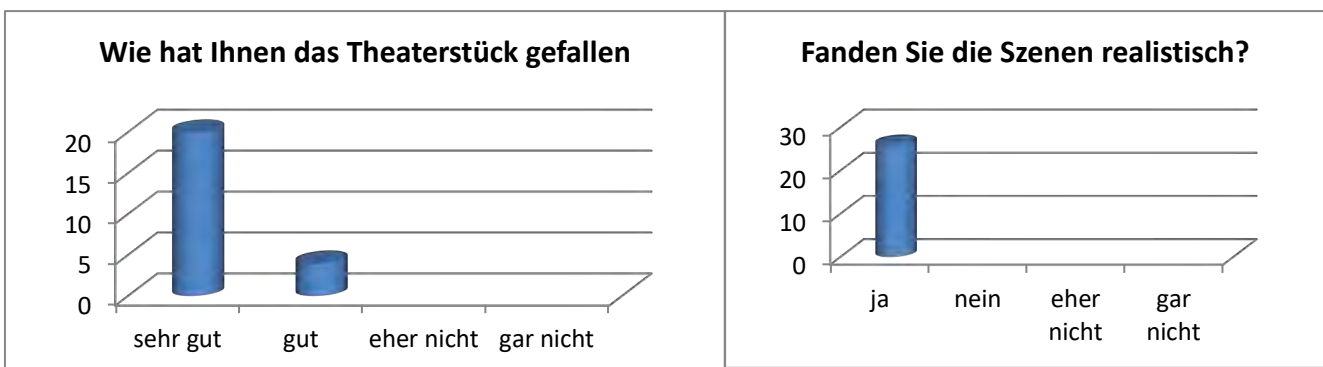 Wie hat Ihnen das Theaterstück gefallen
20
15
10
5
0
sehr gut gut eher nicht gar nicht
Fanden Sie die Szenen realistisch?
30
20
10
0
ja nein eher gar
nicht nicht